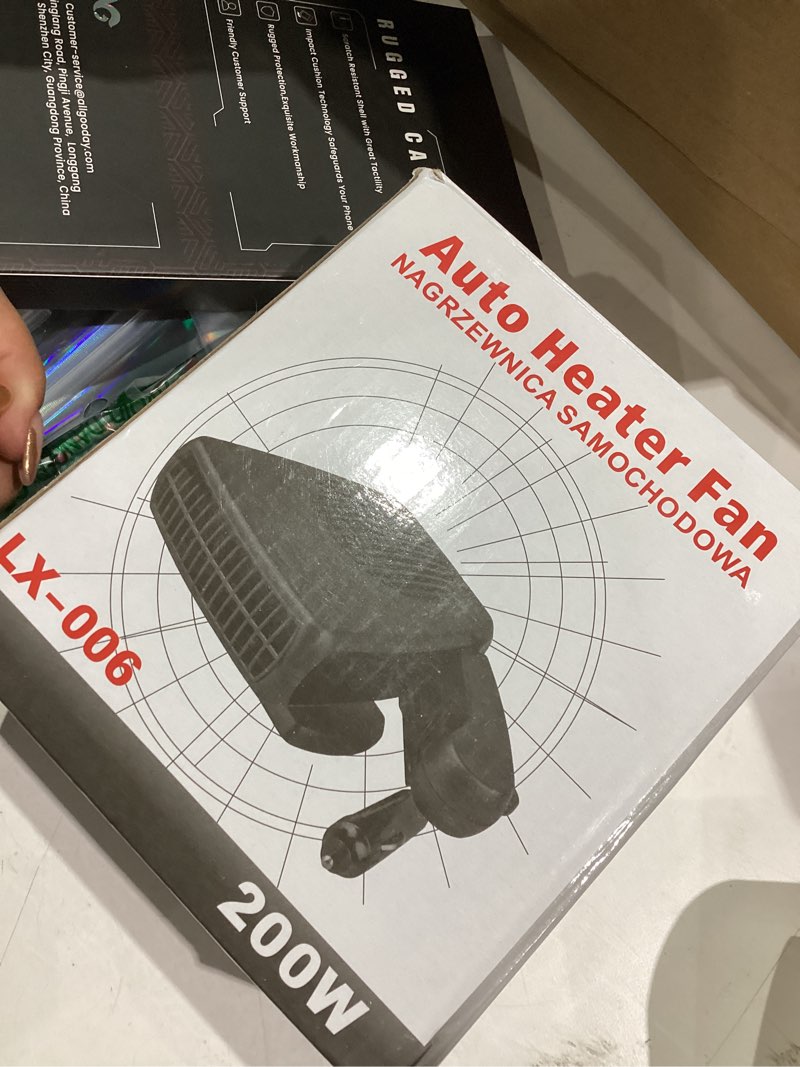 Auto Heater Fan
NAGRZEWNICA SAMOCHODOWA
LX-006
200W
RUGGED CA
Scratch Resistant Shell with Great Tactility
Impact Cushion Technology Safeguards Your Phone
Rugged Protection,Exquisite Workmanship
Friendly Customer Support
Customer-service@allgooday.com
inglang Road, Pingji Avenue, Longgang
Shenzhen City, Guangdong Province, China